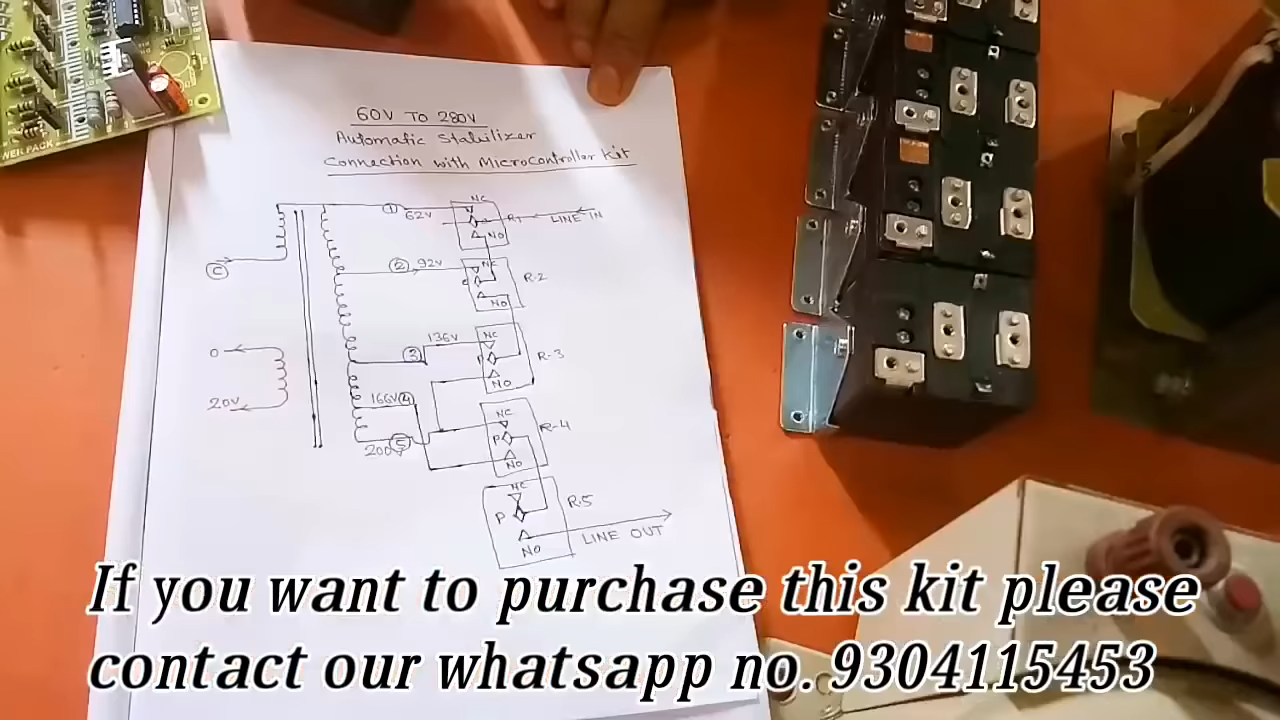 60V TO 280V
Automatic Stabilizer
Connection with Microcontroller Kit
NC
① 62V
R1
LINE IN
NO
② 92V
NC
R-2
NO
136V
NC
③
R-3
NO
166V ④
NC
R-4
P
200V ⑤
NO
NC
R-5
P
NO
LINE OUT
C
0
20V
If you want to purchase this kit please
contact our whatsapp no. 9304115453